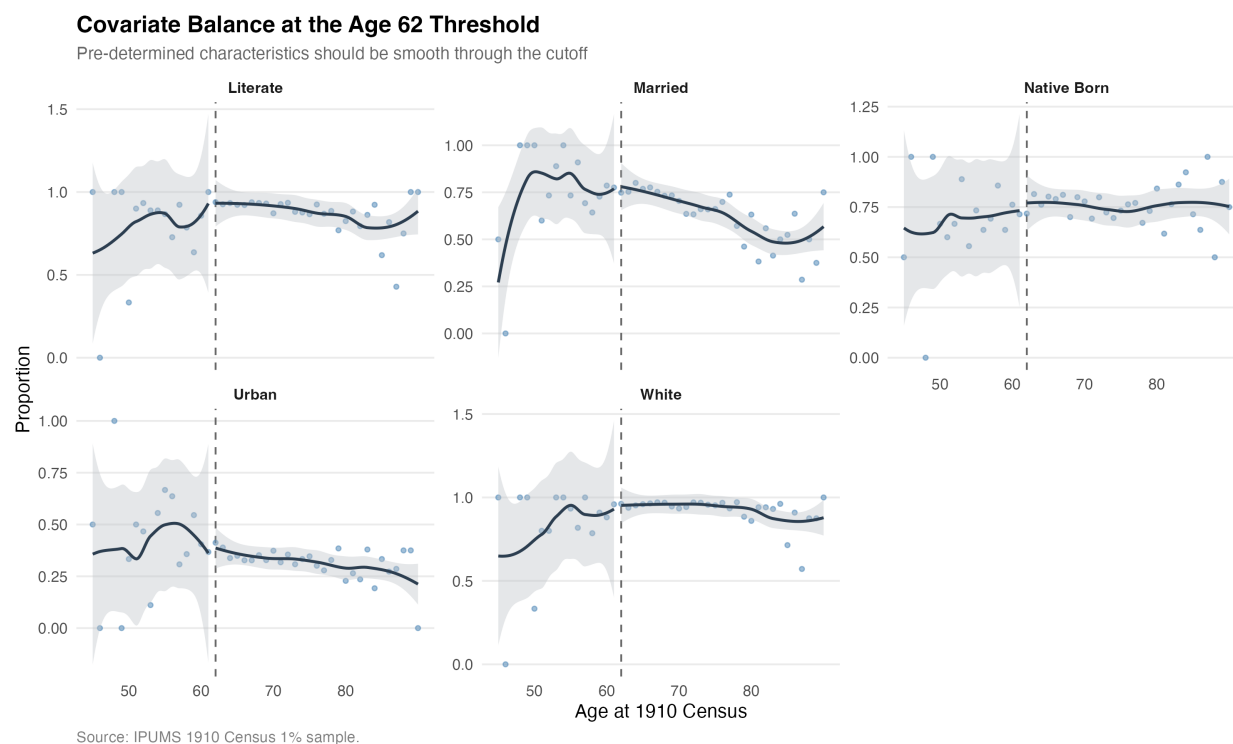 Covariate Balance at the Age 62 Threshold
Pre-determined characteristics should be smooth through the cutoff
Literate
Married
Native Born
1.5
1.0
0.5
0.0
1.00
0.75
0.50
0.25
0.00
1.25
1.00
0.75
0.50
0.25
0.00
50 60 70 80
Proportion
Urban
White
1.00
0.75
0.50
0.25
0.00
1.5
1.0
0.5
0.0
50 60 70 80
50 60 70 80
Age at 1910 Census
Source: IPUMS 1910 Census 1% sample.